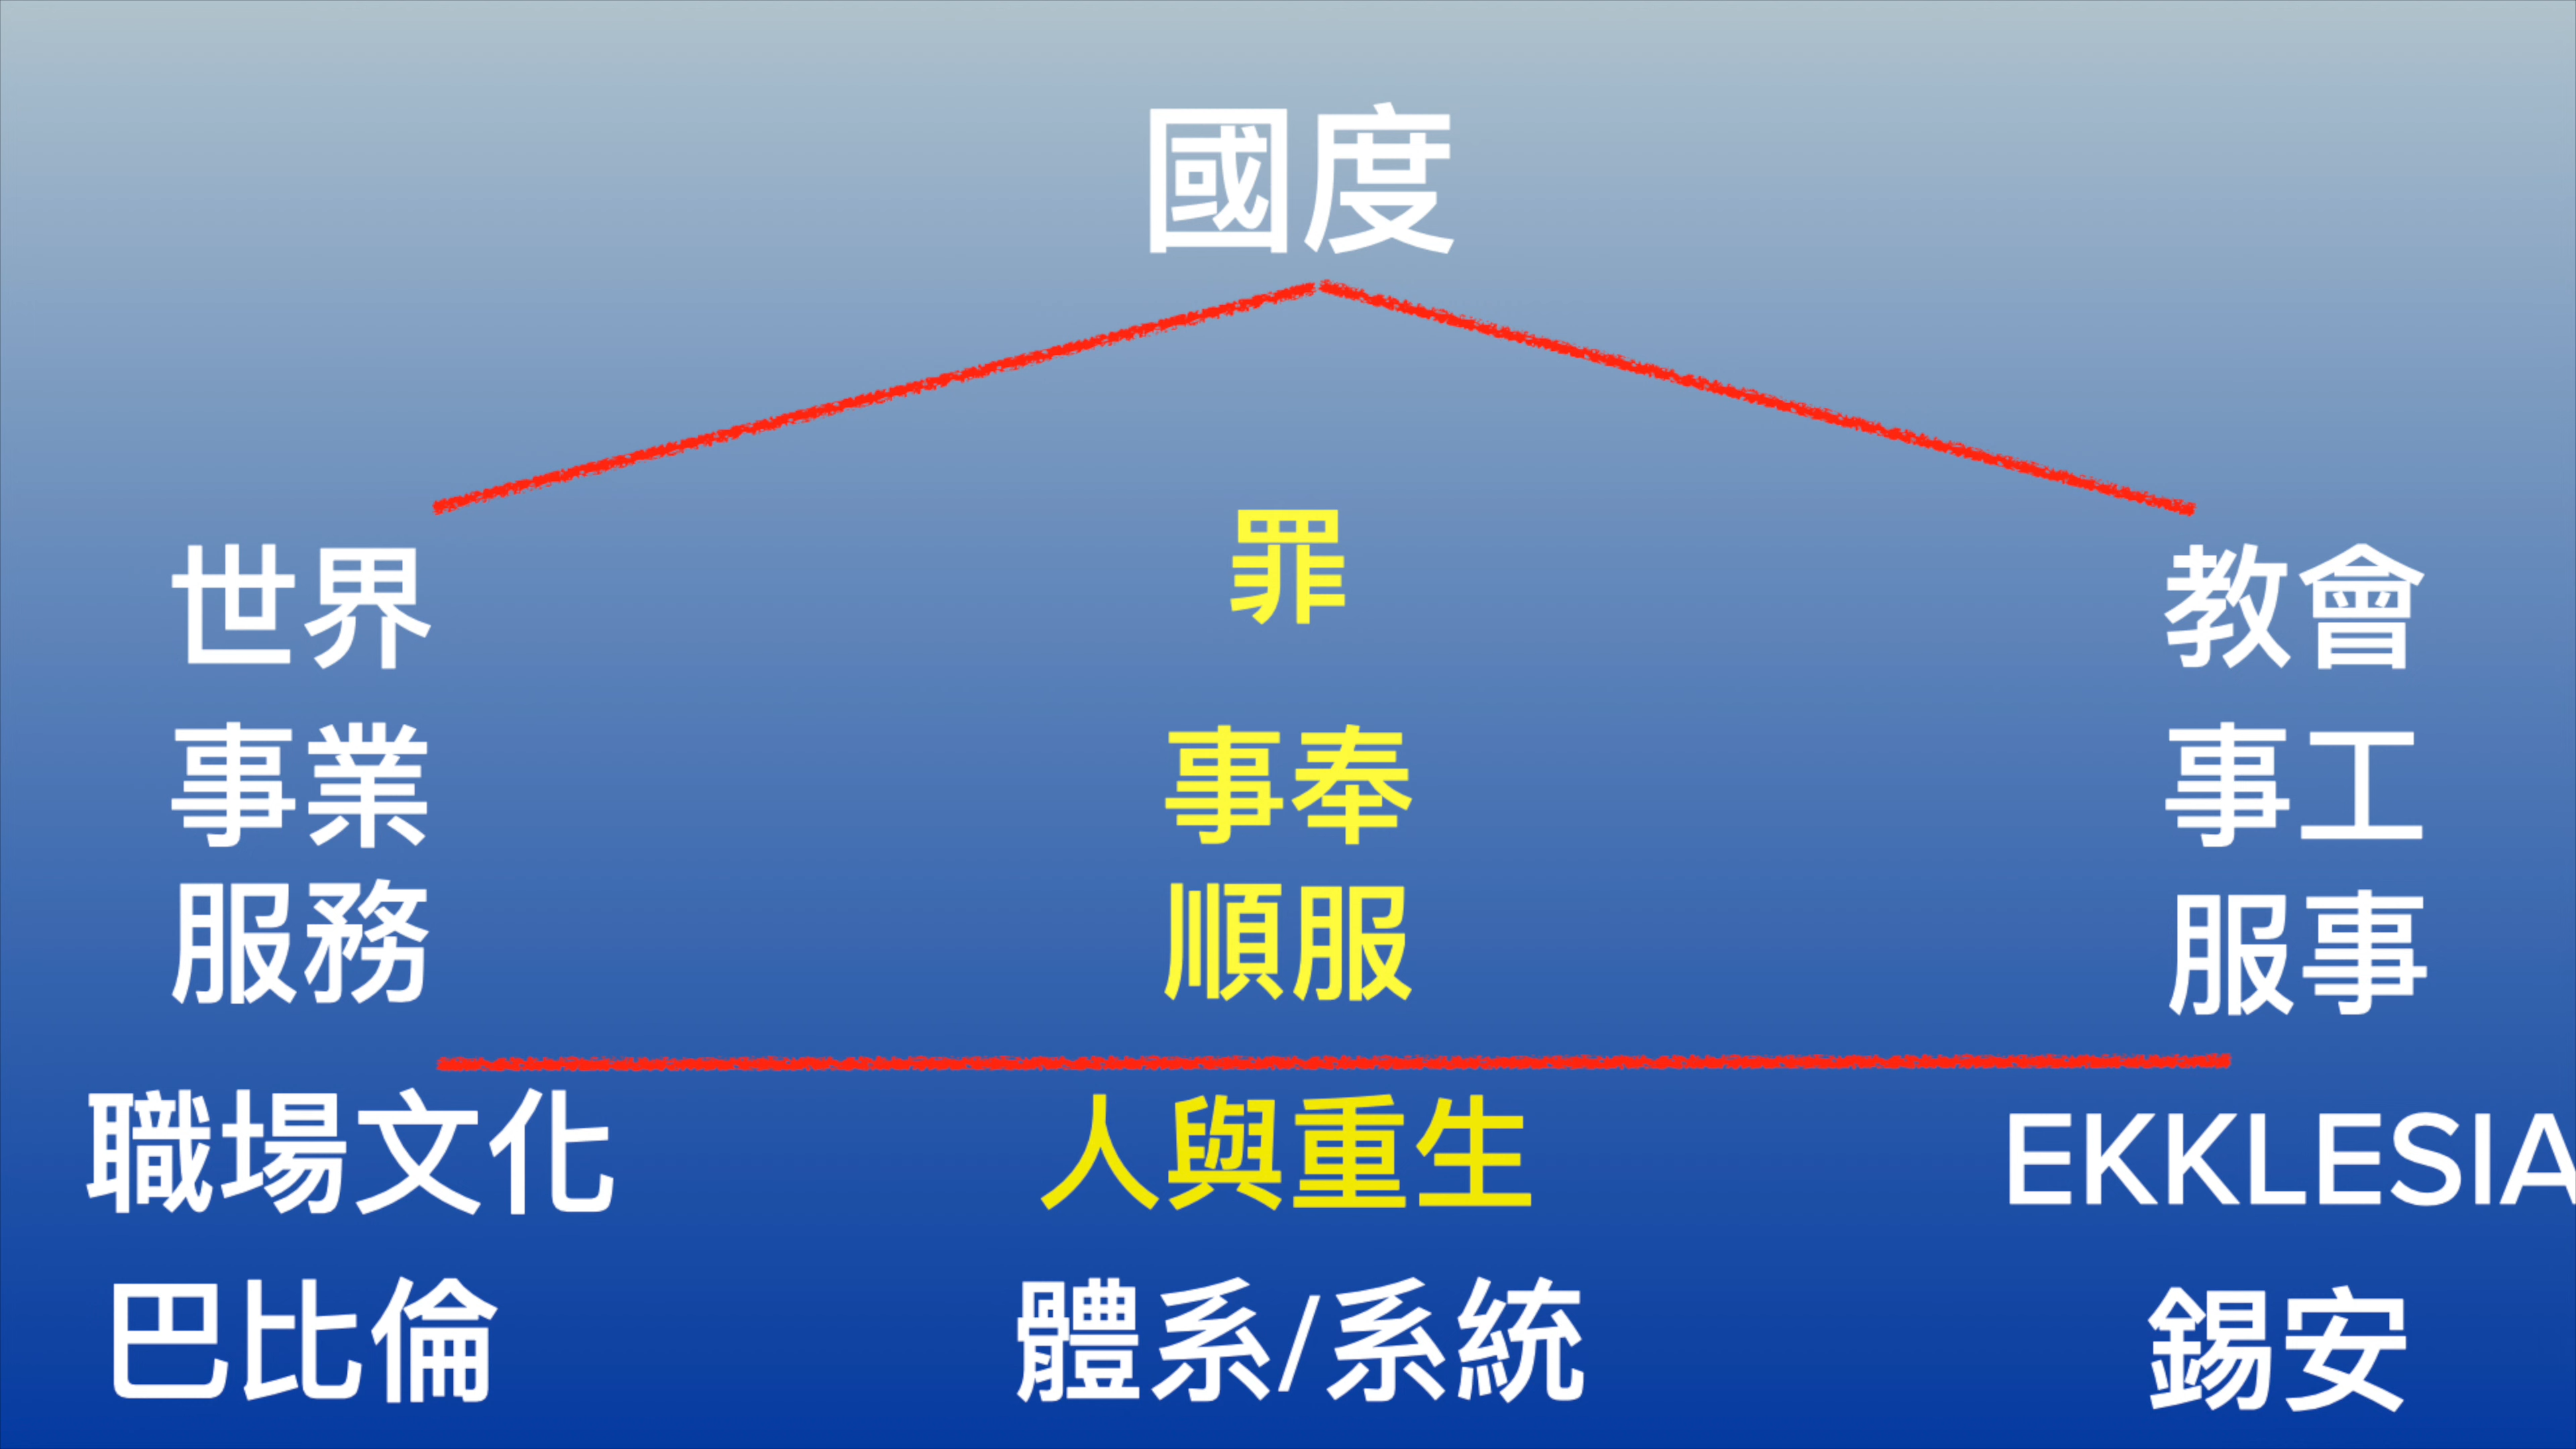 國度
世界 罪 教會
事業 事奉 事工
服務 順服 服事
職場文化 人與重生 EKKLESIA
巴比倫 體系/系統 錫安